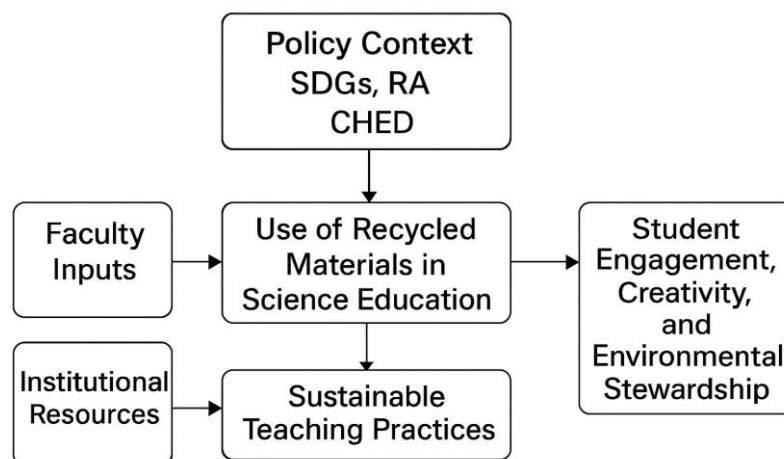 Policy Context
SDGs, RA
CHED
Faculty
Inputs
Use of Recycled
Materials in
Science Education
Student
Engagement,
Creativity,
and
Environmental
Stewardship
Institutional
Resources
Sustainable
Teaching Practices